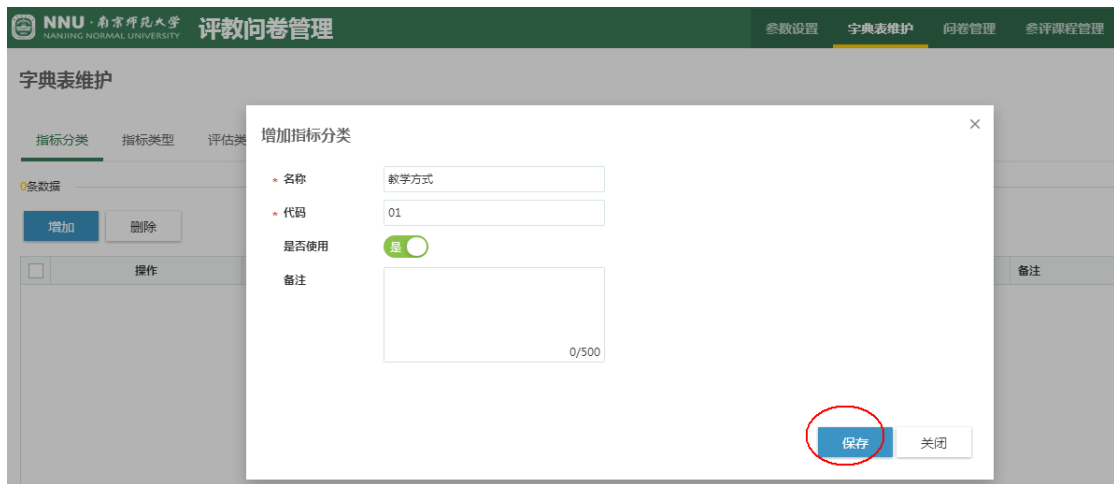 NNU·南京师范大学 评教问卷管理 参数设置 字典表维护 问卷管理 参评课程管理
NANJING NORMAL UNIVERSITY
字典表维护
指标分类 指标类型 评估类
0条数据
增加 删除
操作 备注
增加指标分类 ×
* 名称 教学方式
* 代码 01
是否使用 是
备注
0/500
保存 关闭